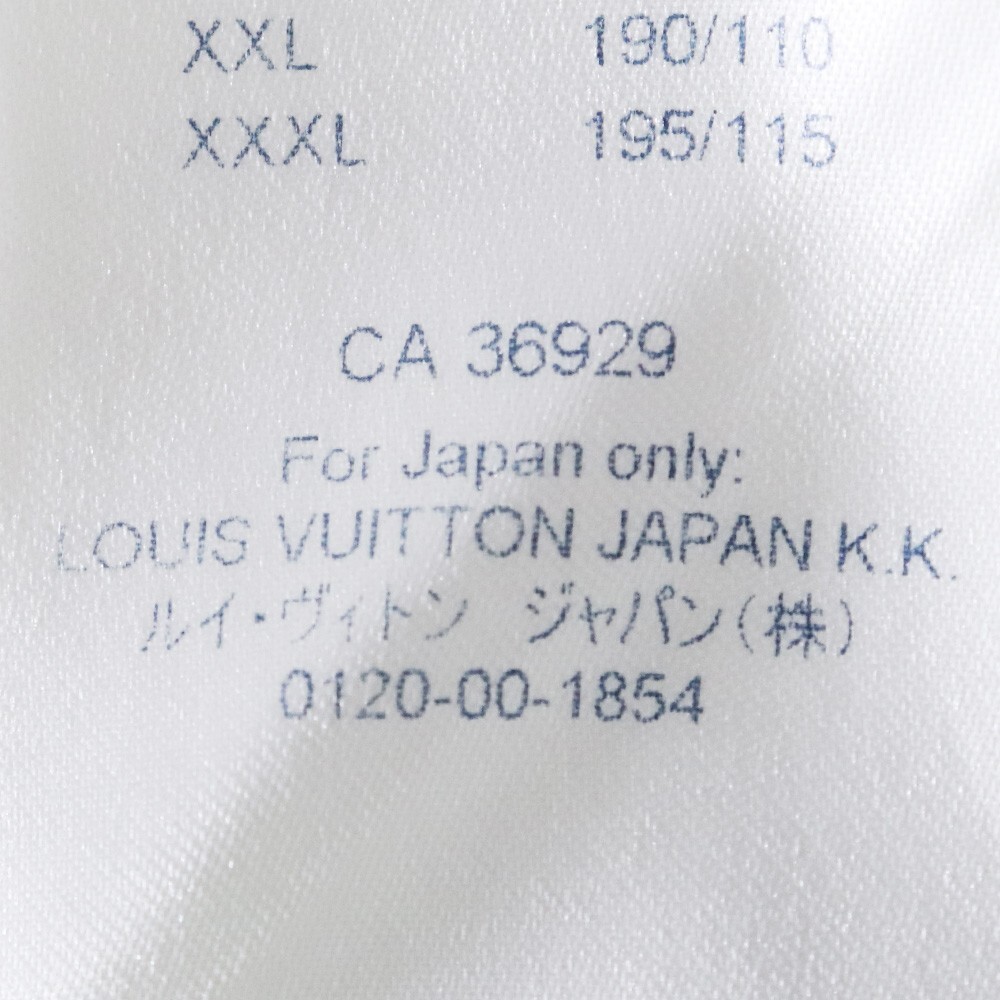 XXL 190/110
XXXL 195/115
CA 36929
For Japan only:
LOUIS VUITTON JAPAN K.K.
ルイ・ヴィトン　ジャパン(株)
0120-00-1854